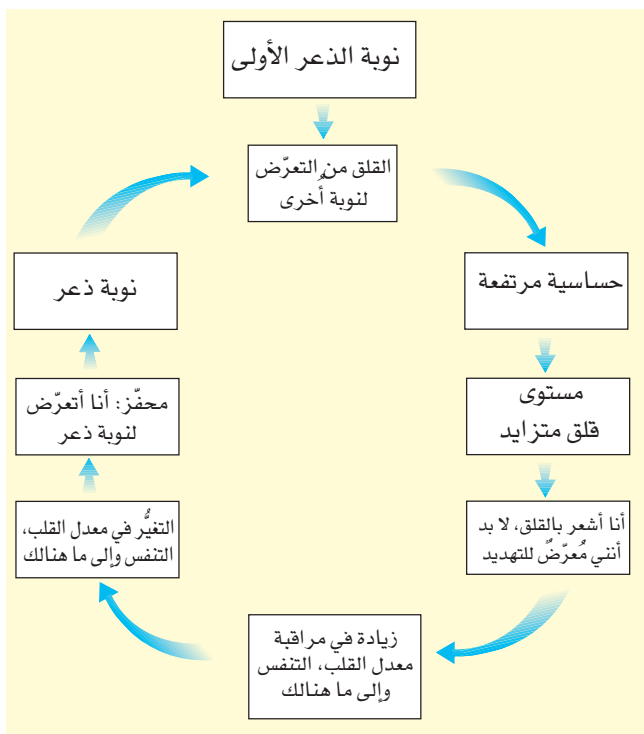 نوبة الذعر الأولى
القلق من التعرّض
لنوبة أُخرى
حساسية مرتفعة
مستوى
قلق متزايد
أنا أشعر بالقلق، لا بد
أنني مُعرّضٌ للتهديد
زيادة في مراقبة
معدل القلب، التنفس
وإلى ما هنالك
التغيُّر في معدل القلب،
التنفس وإلى ما هنالك
محفّز: أنا أتعرّض
لنوبة ذعر
نوبة ذعر